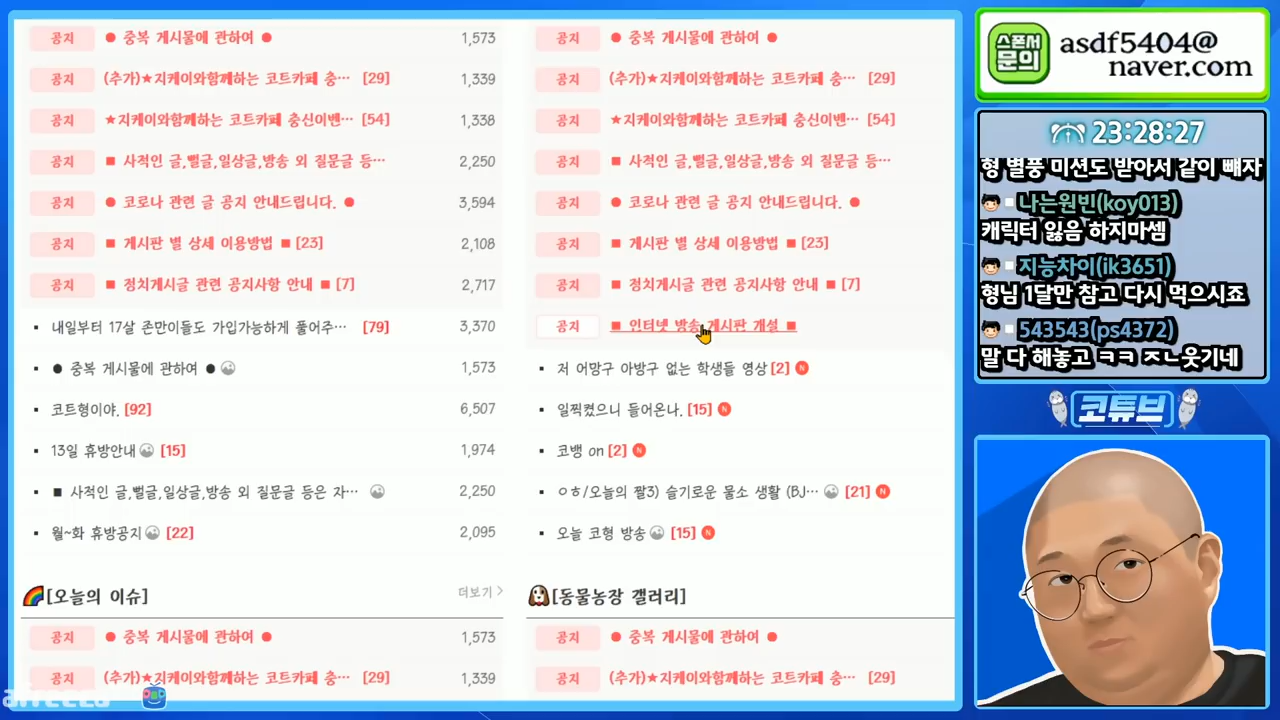 공지 ● 중복 게시물에 관하여 ● 1,573
공지 (추가)★지케이와함께하는 코트카페 충… [29] 1,339
공지 ★지케이와함께하는 코트카페 충신이벤… [54] 1,338
공지 ■ 사적인 글,뻘글,일상글,방송 외 질문글 등… 2,250
공지 ● 코로나 관련 글 공지 안내드립니다. ● 3,594
공지 ■ 게시판 별 상세 이용방법 ■ [23] 2,108
공지 ■ 정치게시글 관련 공지사항 안내 ■ [7] 2,717
내일부터 17살 존만이들도 가입가능하게 풀어주… [79] 3,370
● 중복 게시물에 관하여 ● 1,573
코트형이야. [92] 6,507
13일 휴방안내 [15] 1,974
■ 사적인 글,뻘글,일상글,방송 외 질문글 등은 자… 2,250
월~화 휴방공지 [22] 2,095
[오늘의 이슈] 더보기 >
공지 ● 중복 게시물에 관하여 ● 1,573
공지 (추가)★지케이와함께하는 코트카페 충… [29] 1,339
공지 ● 중복 게시물에 관하여 ●
공지 (추가)★지케이와함께하는 코트카페 충… [29]
공지 ★지케이와함께하는 코트카페 충신이벤… [54]
공지 ■ 사적인 글,뻘글,일상글,방송 외 질문글 등…
공지 ● 코로나 관련 글 공지 안내드립니다. ●
공지 ■ 게시판 별 상세 이용방법 ■ [23]
공지 ■ 정치게시글 관련 공지사항 안내 ■ [7]
공지 ■ 인터넷 방송 게시판 개설 ■
저 어망구 아방구 없는 학생들 영상 [2] N
일찍켰으니 들어온나. [15] N
코뱅 on [2] N
ㅇㅎ/오늘의 짤3) 슬기로운 물소 생활 (BJ… [21] N
오늘 코형 방송 [15] N
[동물농장 갤러리]
공지 ● 중복 게시물에 관하여 ●
공지 (추가)★지케이와함께하는 코트카페 충… [29]
스폰서
문의
asdf5404@
naver.com
23:28:27
형 별풍 미션도 받아서 같이 빼자
나는원빈(koy013)
캐릭터 잃음 하지마셈
지능차이(ik3651)
형님 1달만 참고 다시 먹으시죠
543543(ps4372)
말 다 해놓고 ㅋㅋ ㅈㄴ웃기네
코튜브
afreeca